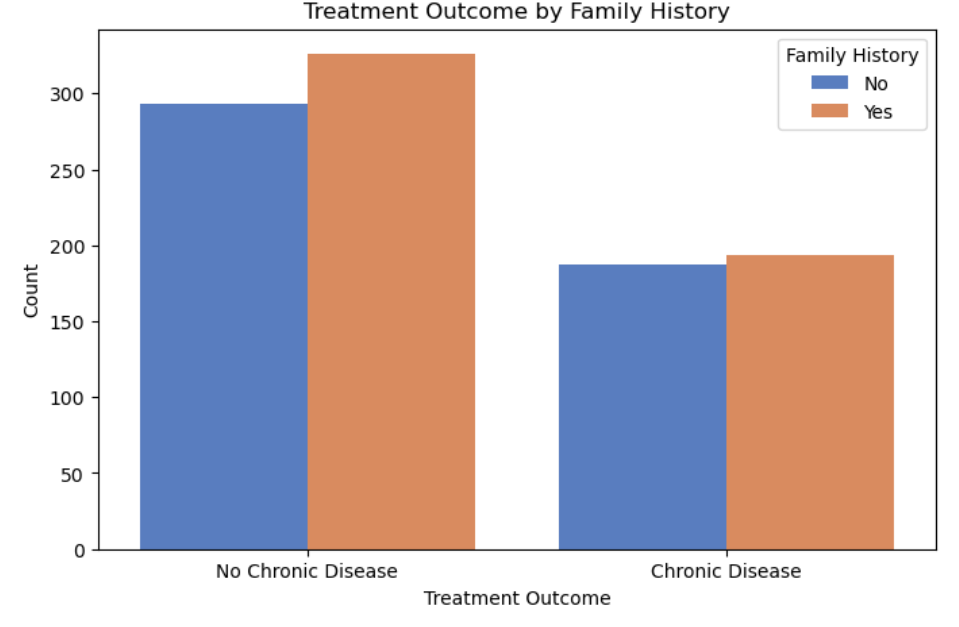 Treatment Outcome by Family History
Family History
No
Yes
300
250
200
150
100
50
0
Count
No Chronic Disease
Chronic Disease
Treatment Outcome